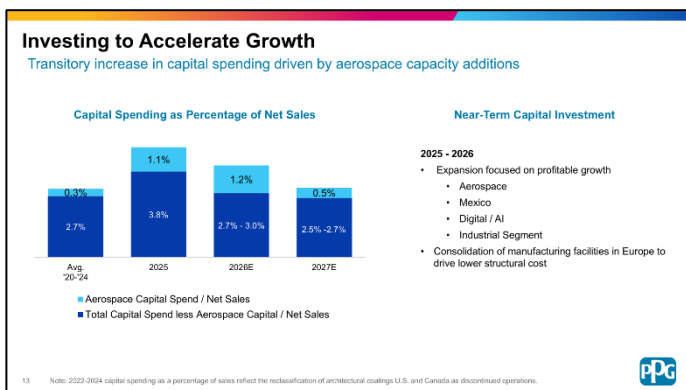 Investing to Accelerate Growth
Transitory increase in capital spending driven by aerospace capacity additions
Capital Spending as Percentage of Net Sales
0.3%
2.7%
1.1%
3.8%
1.2%
2.7% - 3.0%
0.5%
2.5% -2.7%
Avg.
'20-'24
2025
2026E
2027E
Aerospace Capital Spend / Net Sales
Total Capital Spend less Aerospace Capital / Net Sales
Near-Term Capital Investment
2025 - 2026
• Expansion focused on profitable growth
• Aerospace
• Mexico
• Digital / AI
• Industrial Segment
• Consolidation of manufacturing facilities in Europe to
drive lower structural cost
13 Note: 2022-2024 capital spending as a percentage of sales reflect the reclassification of architectural coatings U.S. and Canada as discontinued operations.
PPG